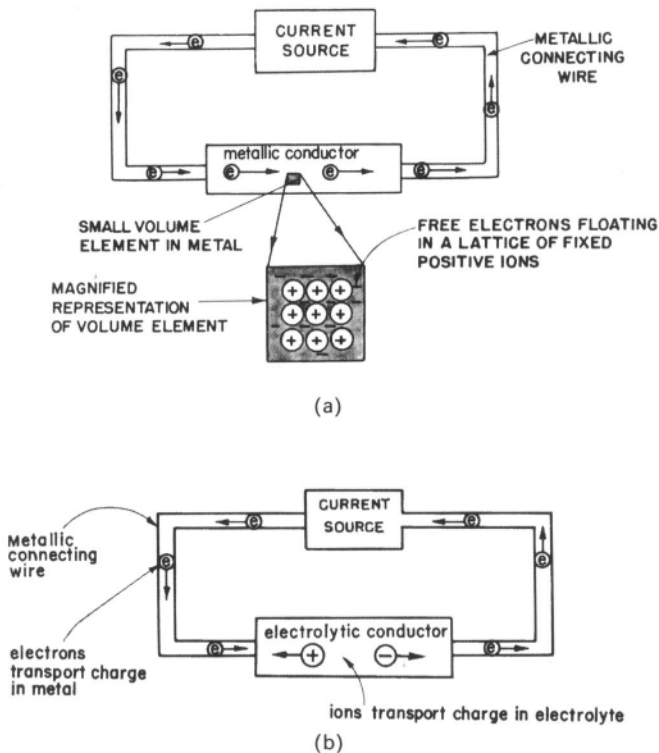 CURRENT
SOURCE
METALLIC
CONNECTING
WIRE
e
e
e
e
e
metallic conductor
e
e
e
e
SMALL VOLUME
ELEMENT IN METAL
FREE ELECTRONS FLOATING
IN A LATTICE OF FIXED
POSITIVE IONS
MAGNIFIED
REPRESENTATION
OF VOLUME ELEMENT
+ + +
+ + +
+ + +
(a)
CURRENT
SOURCE
Metallic
connecting
wire
e
e
e
e
electrons
transport charge
in metal
electrolytic conductor
e
+
−
e
ions transport charge in electrolyte
(b)